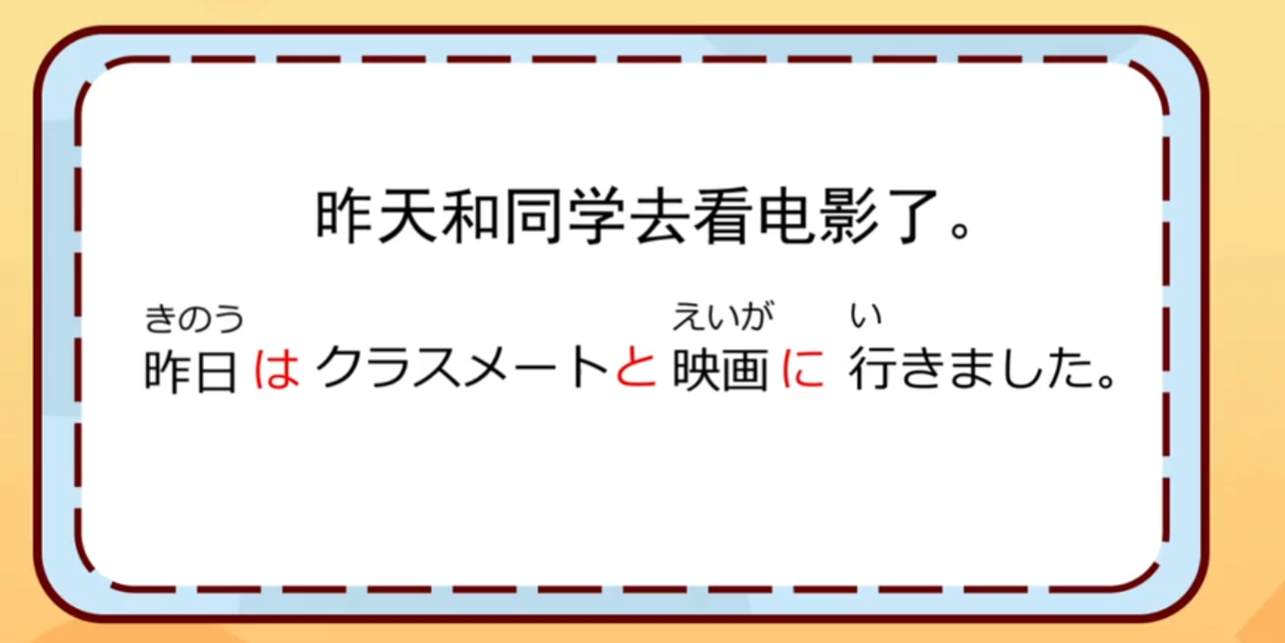 昨天和同学去看电影了。
きのう えいが い
昨日は クラスメートと 映画に 行きました。